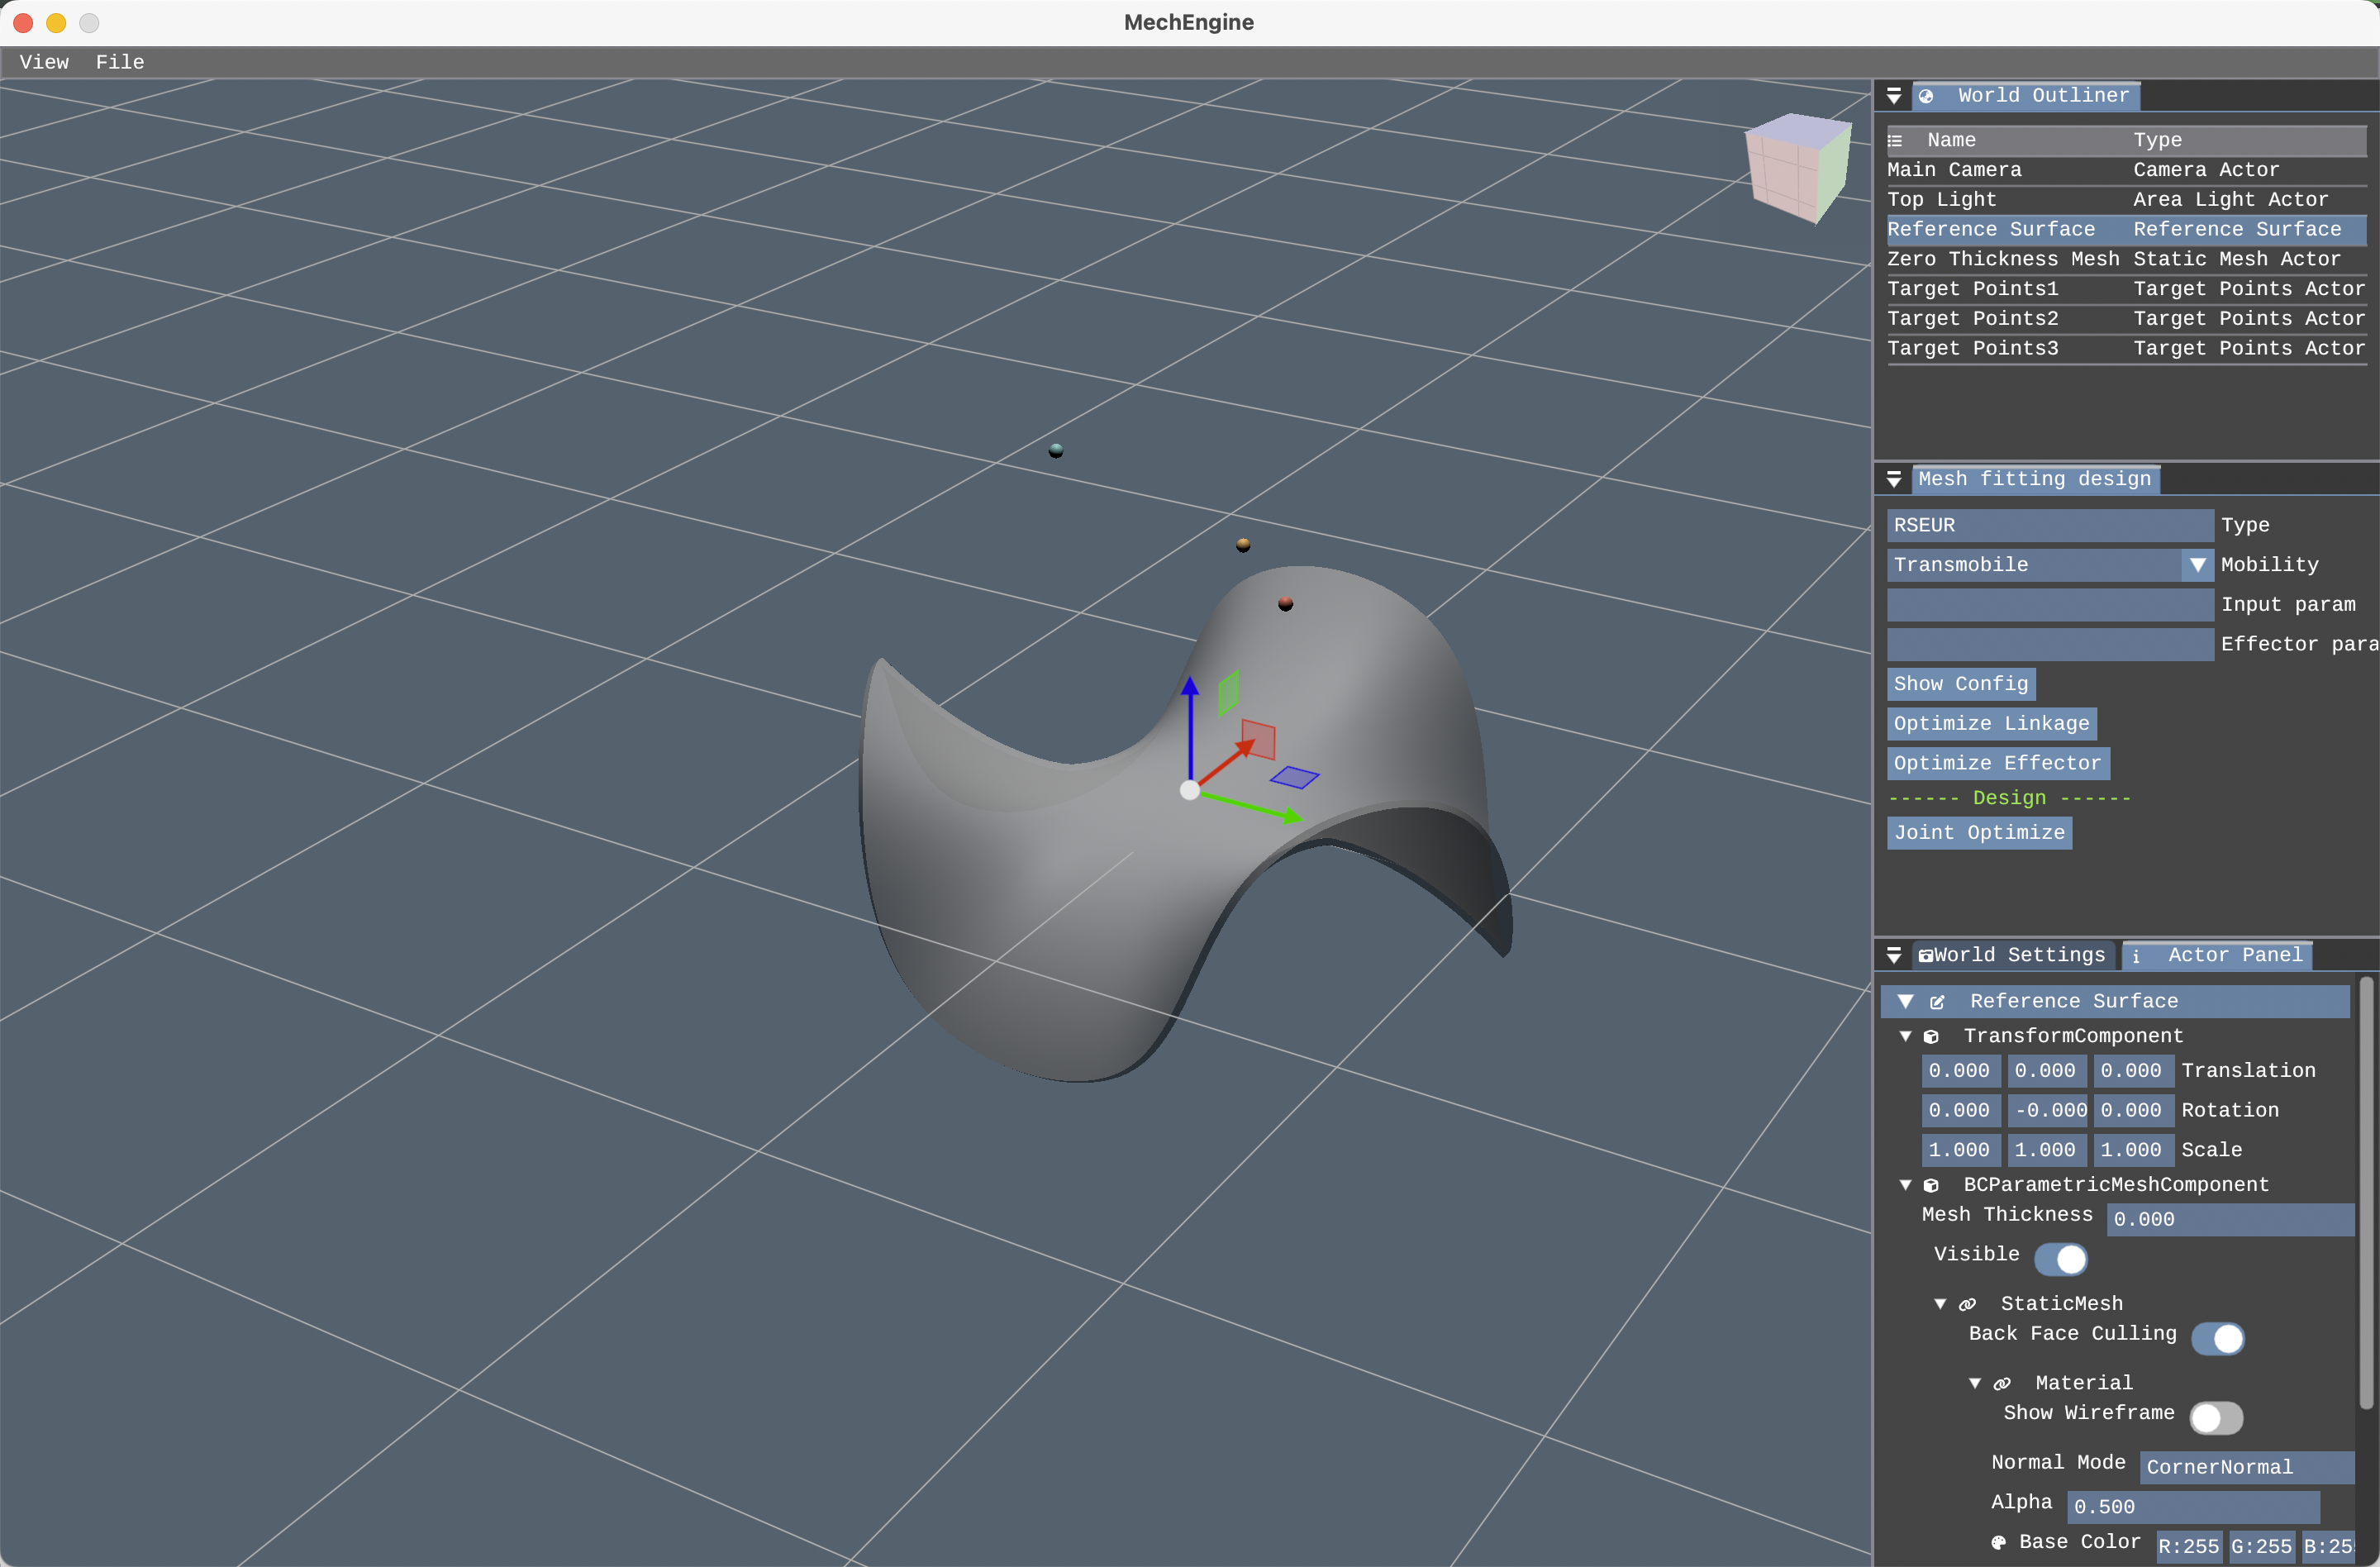 MechEngine
View File
World Outliner
Name Type
Main Camera Camera Actor
Top Light Area Light Actor
Reference Surface Reference Surface
Zero Thickness Mesh Static Mesh Actor
Target Points1 Target Points Actor
Target Points2 Target Points Actor
Target Points3 Target Points Actor
Mesh fitting design
RSEUR Type
Transmobile Mobility
Input param
Effector para
Show Config
Optimize Linkage
Optimize Effector
------ Design ------
Joint Optimize
World Settings Actor Panel
Reference Surface
TransformComponent
0.000 0.000 0.000 Translation
0.000 -0.000 0.000 Rotation
1.000 1.000 1.000 Scale
BCParametricMeshComponent
Mesh Thickness 0.000
Visible
StaticMesh
Back Face Culling
Material
Show Wireframe
Normal Mode CornerNormal
Alpha 0.500
Base Color R:255 G:255 B:25